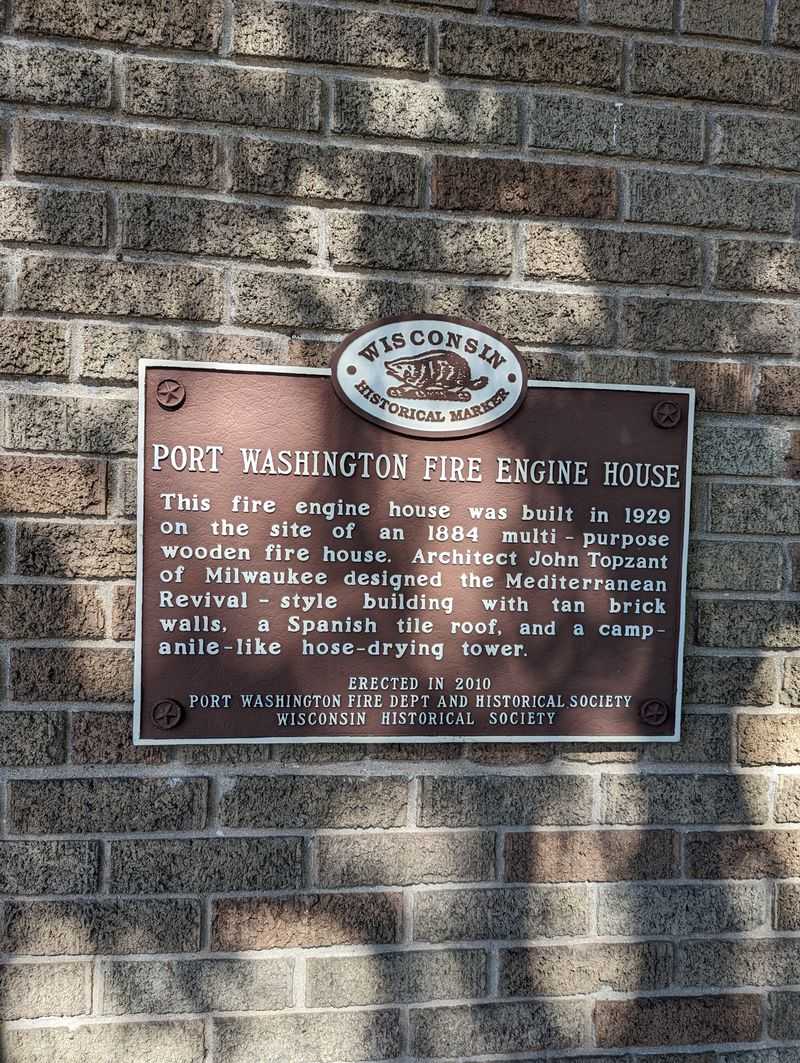 WISCONSIN
HISTORICAL MARKER
PORT WASHINGTON FIRE ENGINE HOUSE
This fire engine house was built in 1929
on the site of an 1884 multi-purpose
wooden fire house. Architect John Topzant
of Milwaukee designed the Mediterranean
Revival-style building with tan brick
walls, a Spanish tile roof, and a camp-
anile-like hose-drying tower.
ERECTED IN 2010
PORT WASHINGTON FIRE DEPT AND HISTORICAL SOCIETY
WISCONSIN HISTORICAL SOCIETY